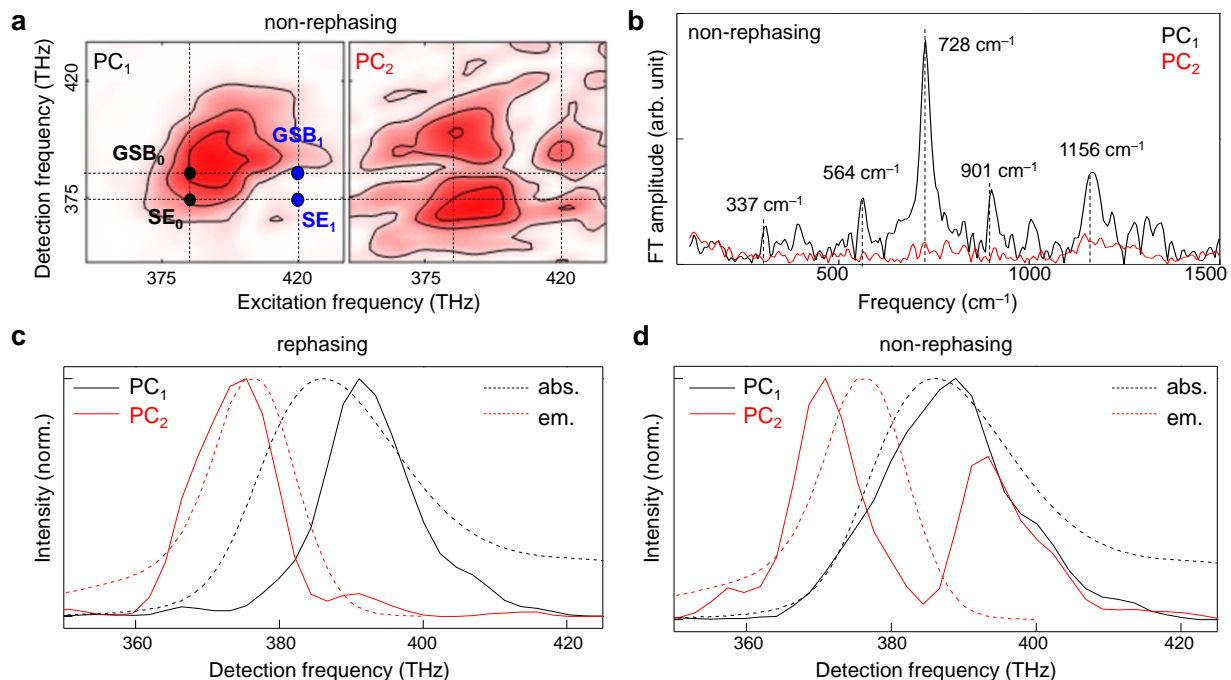 a
non-rephasing
PC1
PC2
GSB0
GSB1
SE0
SE1
420
375
Detection frequency (THz)
375
420
375
420
Excitation frequency (THz)
b
non-rephasing
PC1
PC2
728 cm⁻¹
1156 cm⁻¹
564 cm⁻¹
901 cm⁻¹
337 cm⁻¹
FT amplitude (arb. unit)
500
1000
1500
Frequency (cm⁻¹)
c
rephasing
PC1
abs.
PC2
em.
Intensity (norm.)
360
380
400
420
Detection frequency (THz)
d
non-rephasing
PC1
abs.
PC2
em.
Intensity (norm.)
360
380
400
420
Detection frequency (THz)